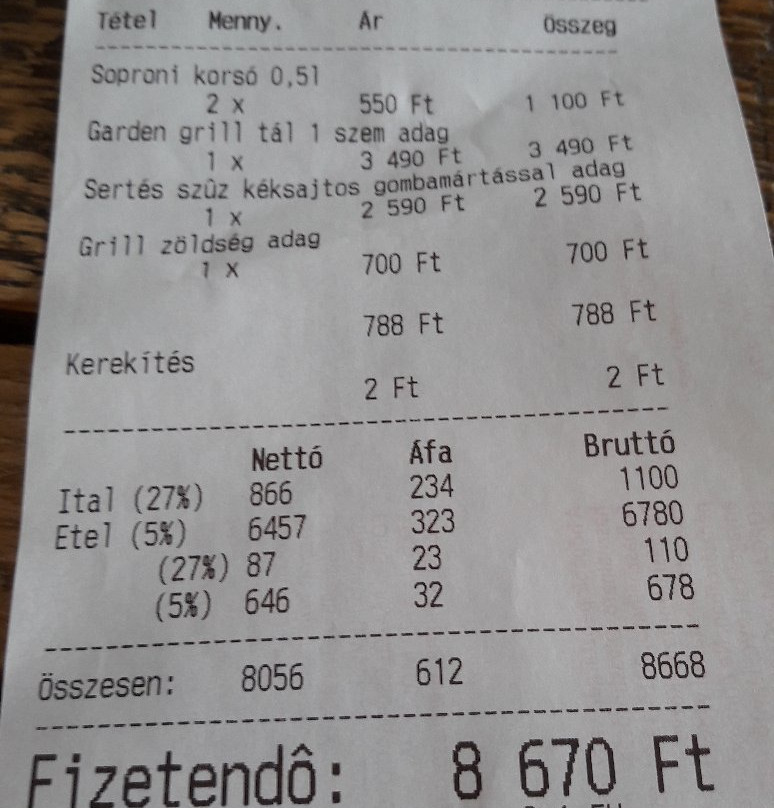 Tétel Menny. Ár Összeg
Soproni korsó 0,5l
2 x 550 Ft 1 100 Ft
Garden grill tál 1 szem adag
1 x 3 490 Ft 3 490 Ft
Sertés szûz kéksajtos gombamártással adag
1 x 2 590 Ft 2 590 Ft
Grill zöldség adag
1 x 700 Ft 700 Ft
788 Ft 788 Ft
Kerekítés
2 Ft 2 Ft
Nettó Áfa Bruttó
Ital (27%) 866 234 1100
Étel (5%) 6457 323 6780
(27%) 87 23 110
(5%) 646 32 678
Összesen: 8056 612 8668
Fizetendô: 8 670 Ft